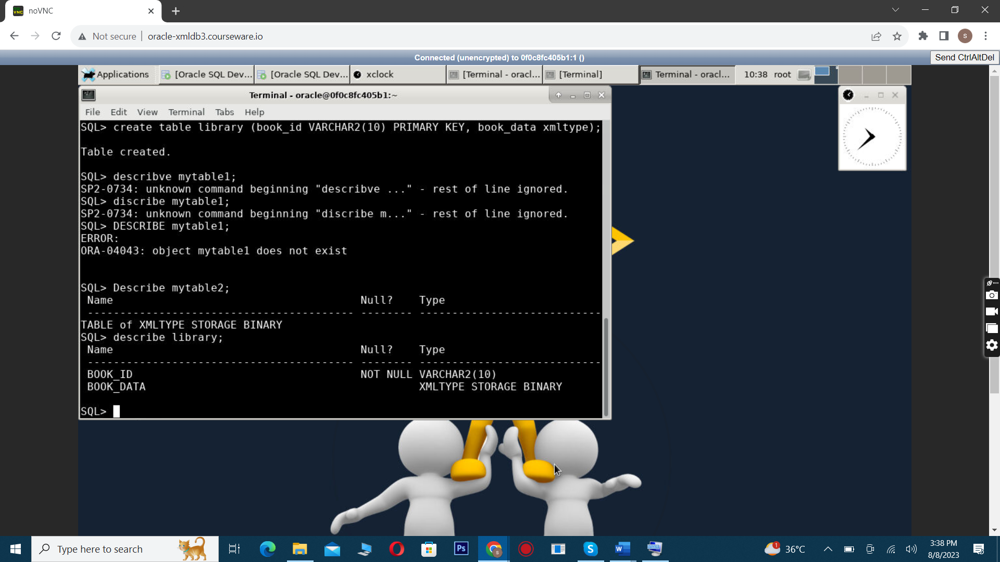 noVNC
Not secure
oracle-xmldb3.courseware.io
s
Connected (unencrypted) to 0f0c8fc405b1:1 ()
Send CtrlAltDel
Applications
[Oracle SQL Dev...
[Oracle SQL Dev...
xclock
[Terminal - oracl...
[Terminal]
Terminal - oracl...
10:38
root
Terminal - oracle@0f0c8fc405b1:~
File Edit View Terminal Tabs Help
SQL> create table library (book_id VARCHAR2(10) PRIMARY KEY, book_data xmltype);
Table created.
SQL> describve mytable1;
SP2-0734: unknown command beginning "describve ..." - rest of line ignored.
SQL> discribe mytable1;
SP2-0734: unknown command beginning "discribe m..." - rest of line ignored.
SQL> DESCRIBE mytable1;
ERROR:
ORA-04043: object mytable1 does not exist
SQL> Describe mytable2;
Name Null? Type
----------------------------------------- -------- ----------------------------
TABLE of XMLTYPE STORAGE BINARY
SQL> describe library;
Name Null? Type
----------------------------------------- -------- ----------------------------
BOOK_ID NOT NULL VARCHAR2(10)
BOOK_DATA XMLTYPE STORAGE BINARY
SQL>
Type here to search
Ps
S
W
1
36°C
3:38 PM
8/8/2023